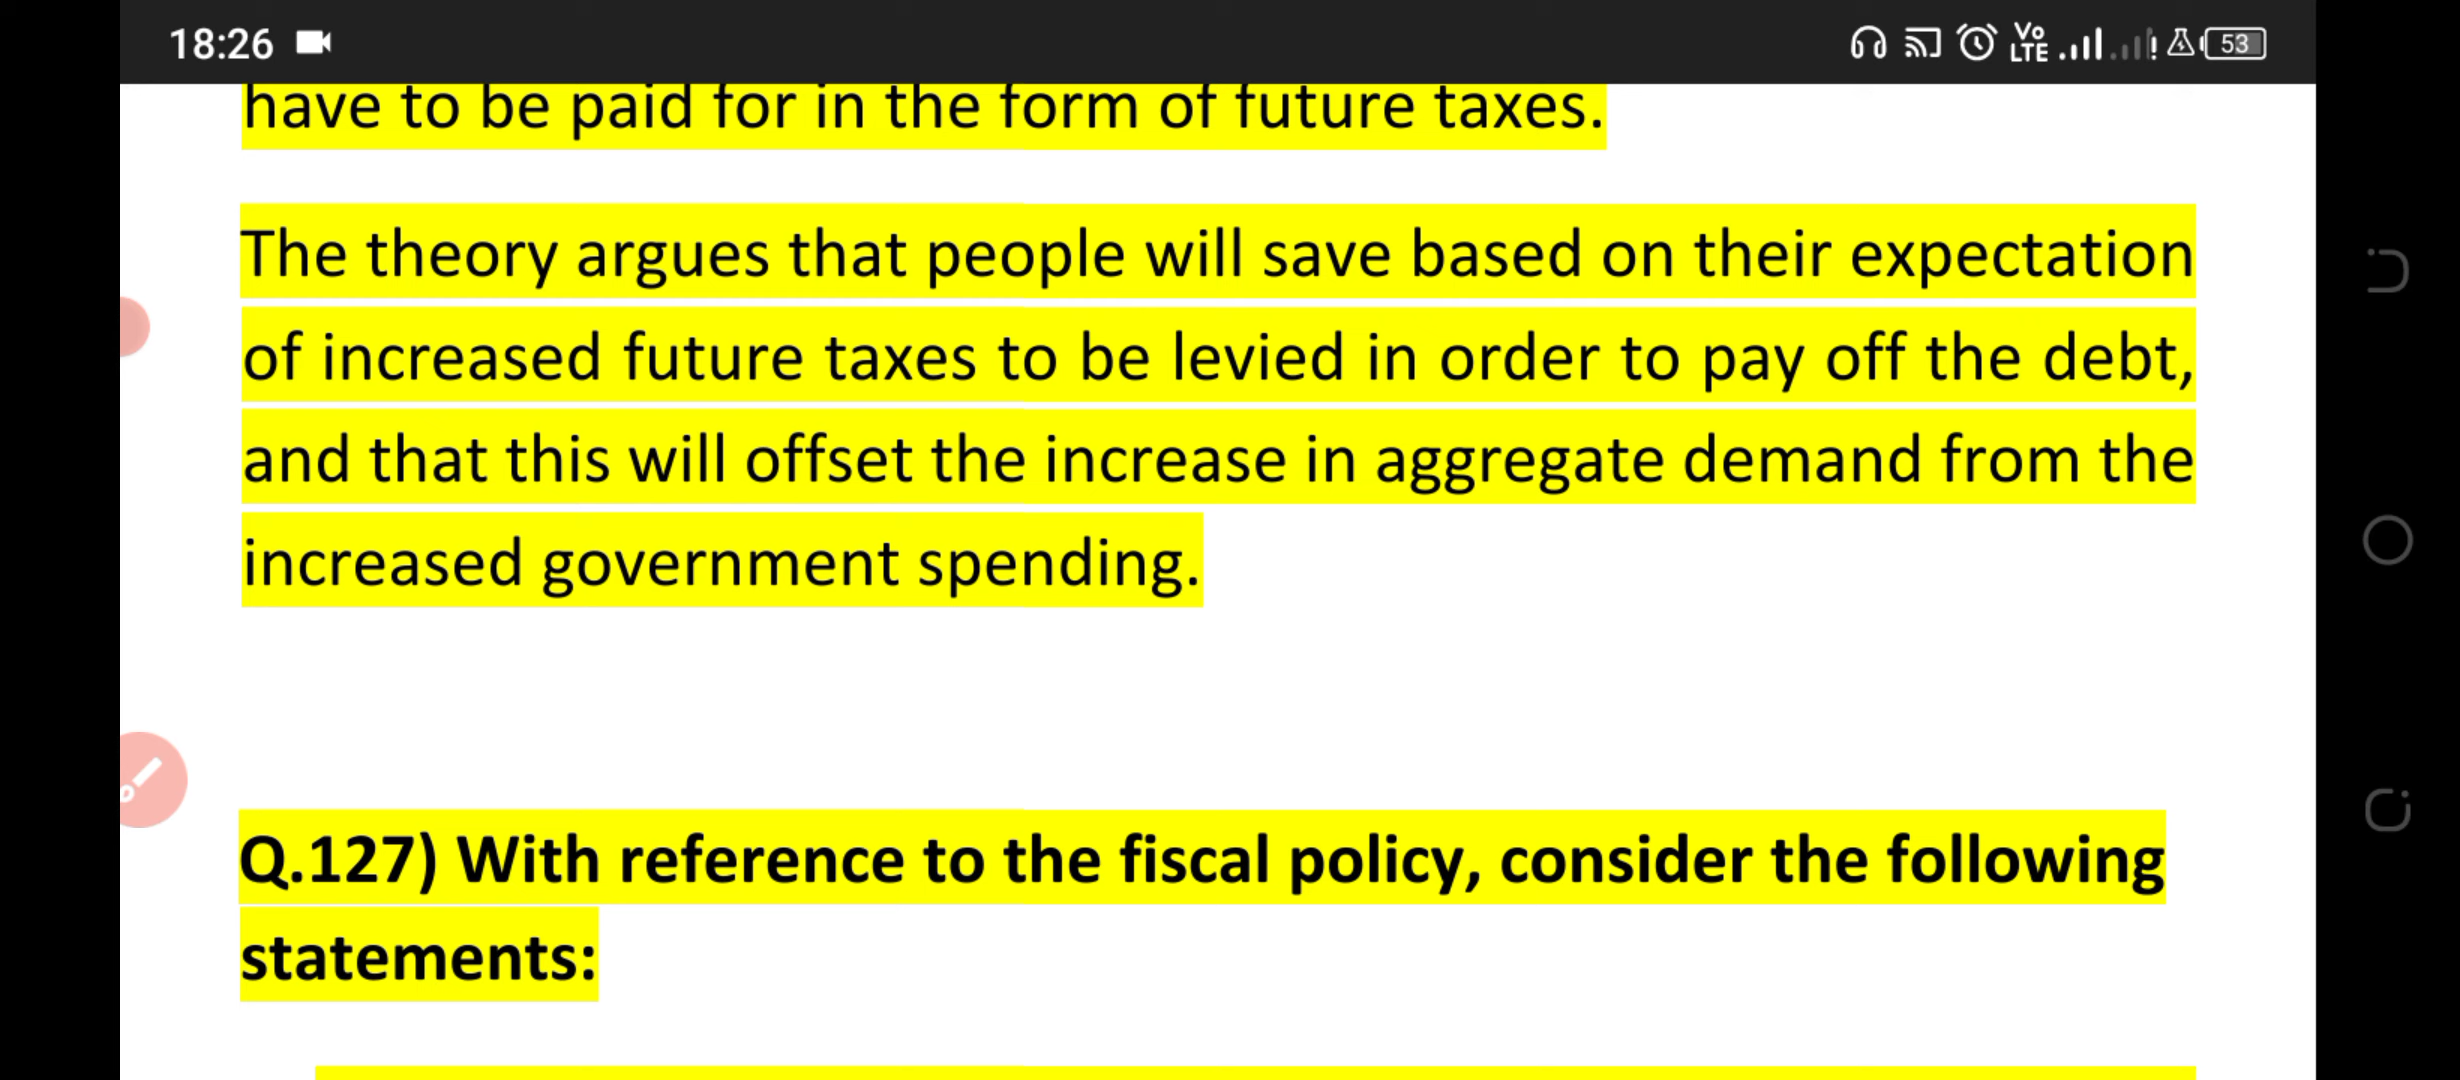 18:26
Vo
LTE
53
have to be paid for in the form of future taxes.
The theory argues that people will save based on their expectation
of increased future taxes to be levied in order to pay off the debt,
and that this will offset the increase in aggregate demand from the
increased government spending.
Q.127) With reference to the fiscal policy, consider the following
statements: